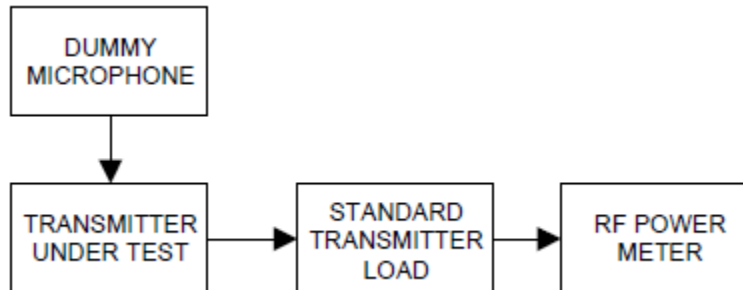 DUMMY
MICROPHONE
TRANSMITTER
UNDER TEST
STANDARD
TRANSMITTER
LOAD
RF POWER
METER